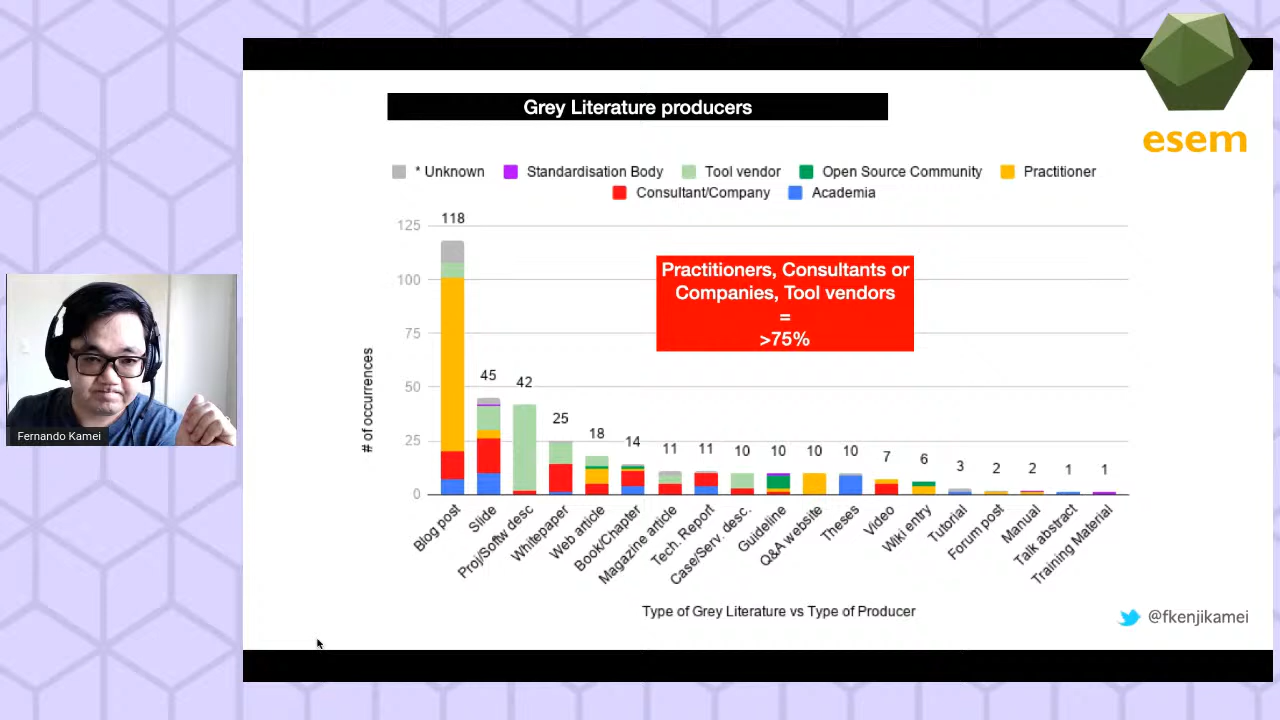 Grey Literature producers
esem
* Unknown
Standardisation Body
Tool vendor
Open Source Community
Practitioner
Consultant/Company
Academia
125
100
75
50
25
0
# of occurrences
118
45
42
25
18
14
11
11
10
10
10
10
7
6
3
2
2
1
1
Practitioners, Consultants or
Companies, Tool vendors
=
>75%
Blog post
Slide
Proj/Softw desc
Whitepaper
Web article
Book/Chapter
Magazine article
Tech. Report
Case/Serv. desc.
Guideline
Q&A website
Theses
Video
Wiki entry
Tutorial
Forum post
Manual
Talk abstract
Training Material
Type of Grey Literature vs Type of Producer
@fkenjikamei
Fernando Kamei